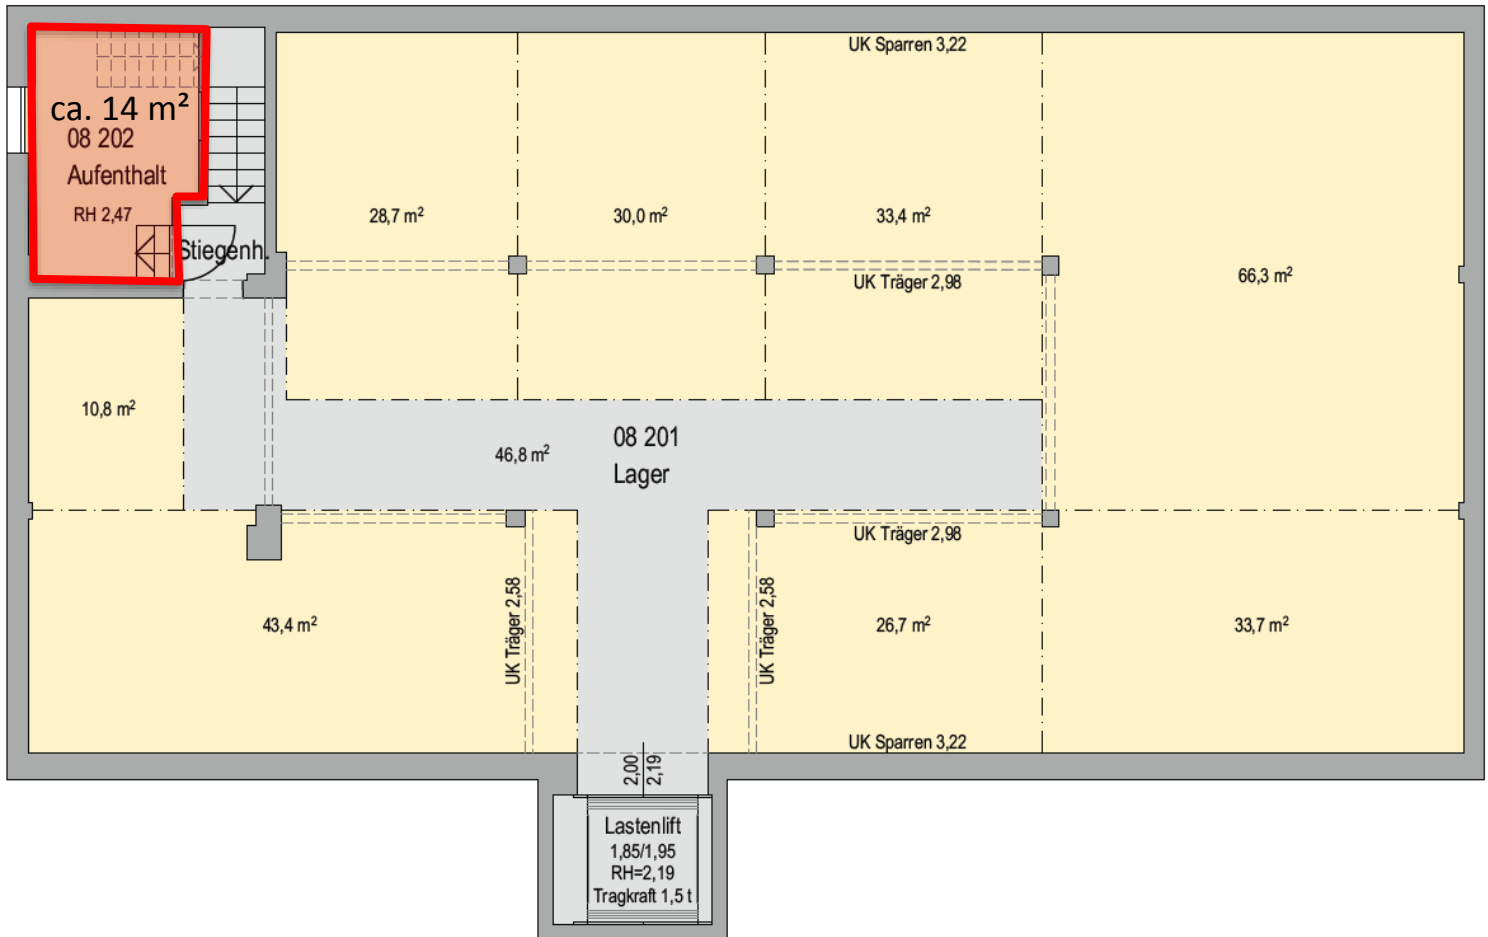 UK Sparren 3,22
ca. 14 m²
08 202
Aufenthalt
RH 2,47
28,7 m²
30,0 m²
33,4 m²
Stiegenh.
UK Träger 2,98
66,3 m²
10,8 m²
46,8 m²
08 201
Lager
UK Träger 2,98
43,4 m²
UK Träger 2,58
UK Träger 2,58
26,7 m²
33,7 m²
UK Sparren 3,22
2,00
2,19
Lastenlift
1,85/1,95
RH=2,19
Tragkraft 1,5 t